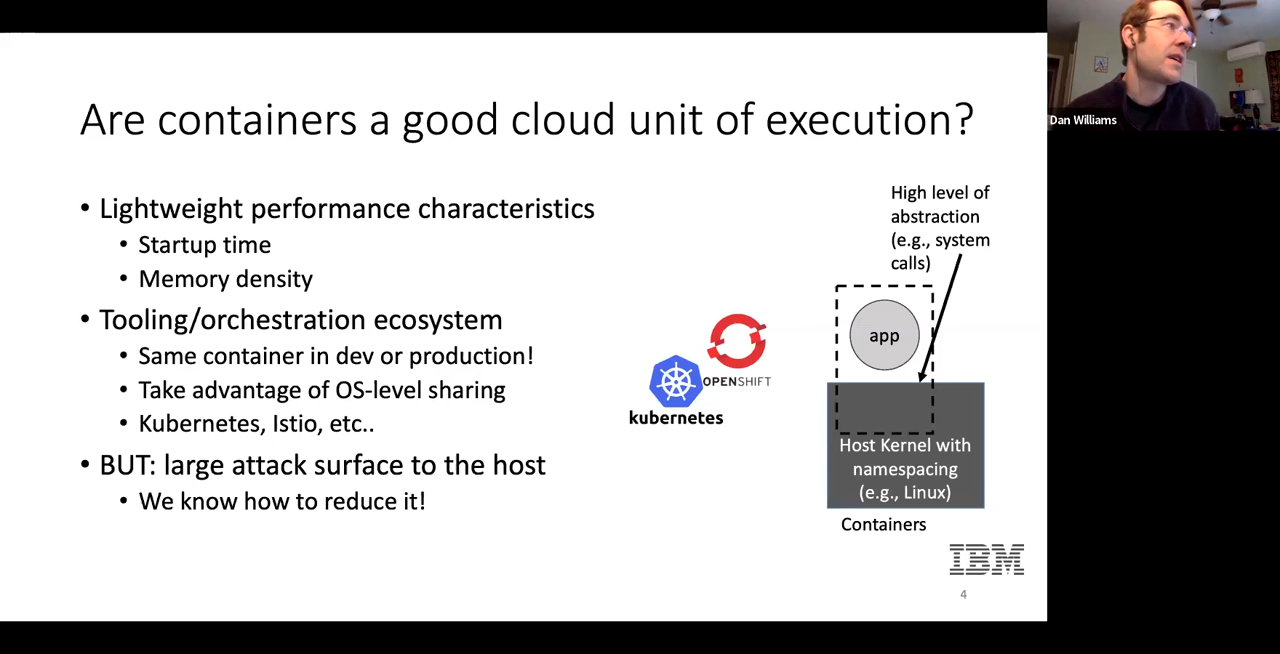 Are containers a good cloud unit of execution?
• Lightweight performance characteristics
• Startup time
• Memory density
• Tooling/orchestration ecosystem
• Same container in dev or production!
• Take advantage of OS-level sharing
• Kubernetes, Istio, etc..
• BUT: large attack surface to the host
• We know how to reduce it!
OPENSHIFT
kubernetes
High level of
abstraction
(e.g., system
calls)
app
Host Kernel with
namespacing
(e.g., Linux)
Containers
IBM
4
Dan Williams